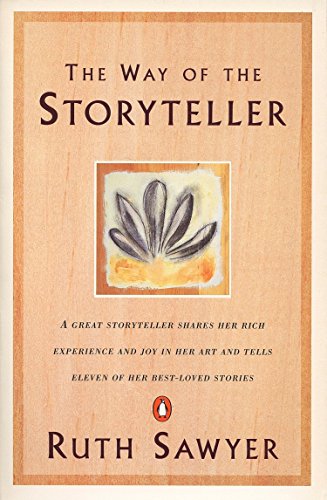 THE WAY OF THE
STORYTELLER
A GREAT STORYTELLER SHARES HER RICH
EXPERIENCE AND JOY IN HER ART AND TELLS
ELEVEN OF HER BEST-LOVED STORIES
RUTH SAWYER